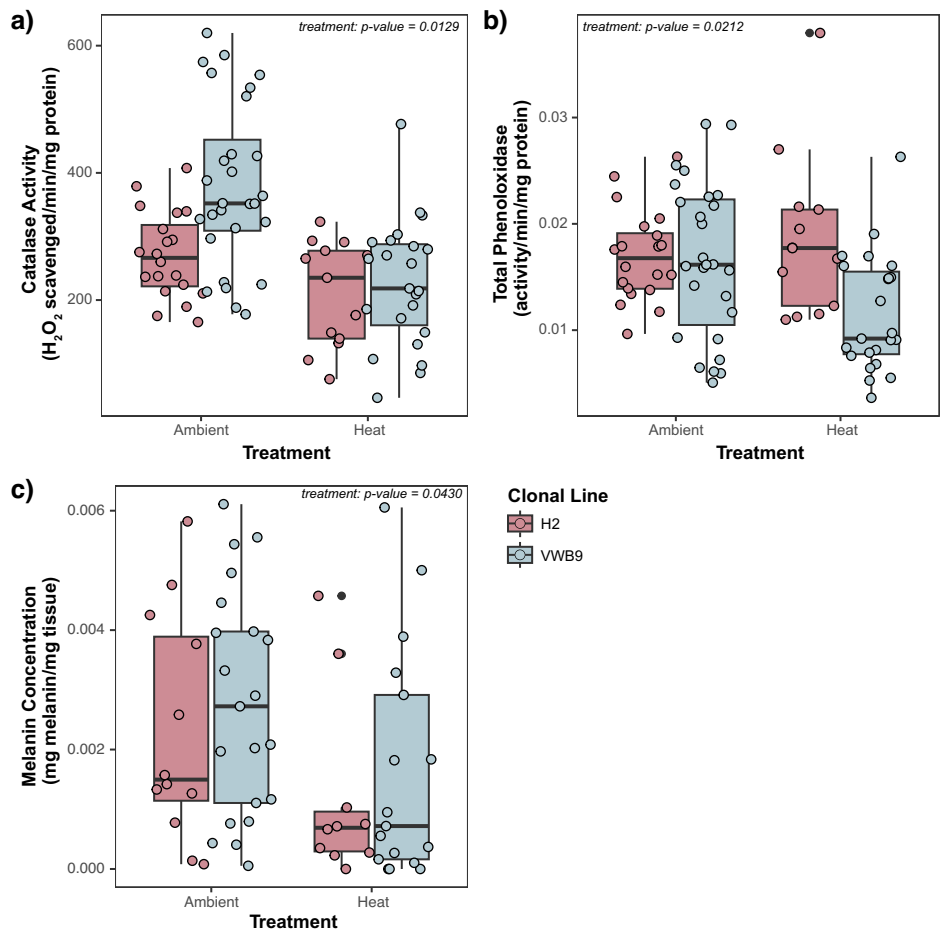 a)
treatment: p-value = 0.0129
Catalase Activity
(H₂O₂ scavenged/min/mg protein)
600
400
200
Ambient
Heat
Treatment
b)
treatment: p-value = 0.0212
Total Phenoloxidase
(activity/min/mg protein)
0.03
0.02
0.01
Ambient
Heat
Treatment
c)
treatment: p-value = 0.0430
Melanin Concentration
(mg melanin/mg tissue)
0.006
0.004
0.002
0.000
Ambient
Heat
Treatment
Clonal Line
H2
VWB9